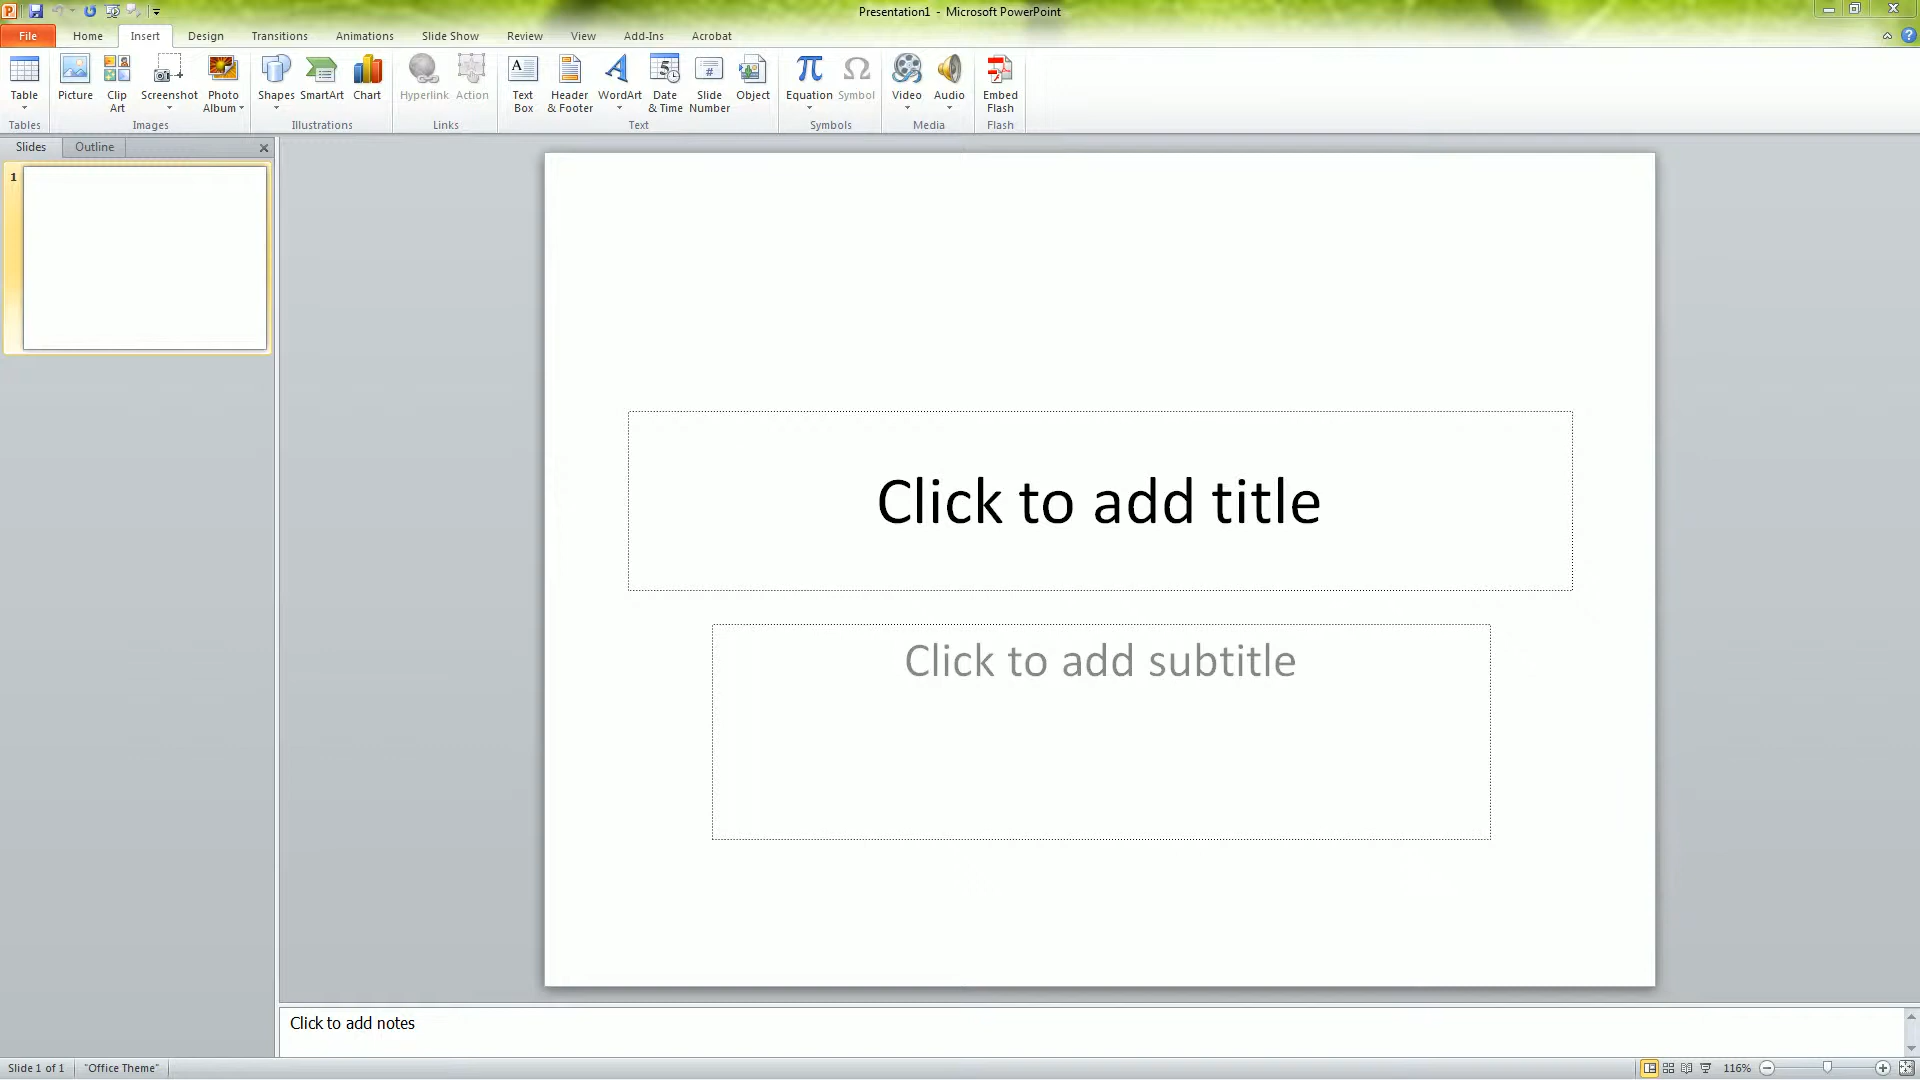 Presentation1 - Microsoft PowerPoint
File Home Insert Design Transitions Animations Slide Show Review View Add-Ins Acrobat
Table Picture Clip Art Screenshot Photo Album Shapes SmartArt Chart Hyperlink Action Text Box Header & Footer WordArt Date & Time Slide Number Object Equation Symbol Video Audio Embed Flash
Tables Images Illustrations Links Text Symbols Media Flash
Slides Outline
1
Click to add title
Click to add subtitle
Click to add notes
Slide 1 of 1 "Office Theme" 116%